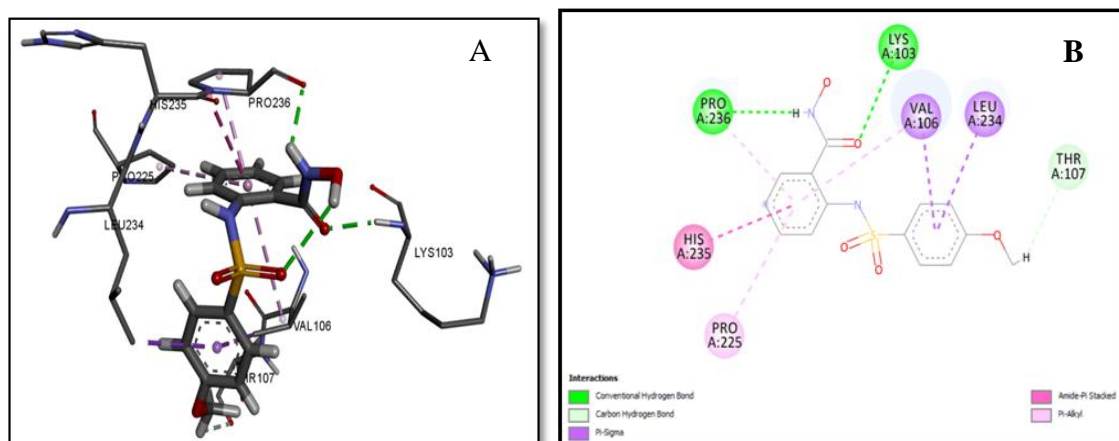 A
HIS235
PRO236
PRO225
LEU234
LYS103
VAL106
HR107
B
LYS
A:103
PRO
A:236
VAL
A:106
LEU
A:234
THR
A:107
H
N
O
O
N
HIS
A:235
O
S
O
O
H
PRO
A:225
Interactions
Conventional Hydrogen Bond
Carbon Hydrogen Bond
Pi-Sigma
Amide-Pi Stacked
Pi-Alkyl